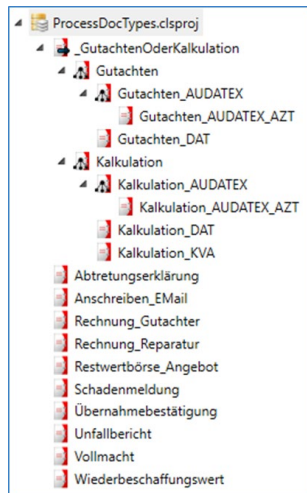 ProcessDocTypes.clsproj
_GutachtenOderKalkulation
Gutachten
Gutachten_AUDATEX
Gutachten_AUDATEX_AZT
Gutachten_DAT
Kalkulation
Kalkulation_AUDATEX
Kalkulation_AUDATEX_AZT
Kalkulation_DAT
Kalkulation_KVA
Abtretungserklärung
Anschreiben_EMail
Rechnung_Gutachter
Rechnung_Reparatur
Restwertbörse_Angebot
Schadenmeldung
Übernahmebestätigung
Unfallbericht
Vollmacht
Wiederbeschaffungswert